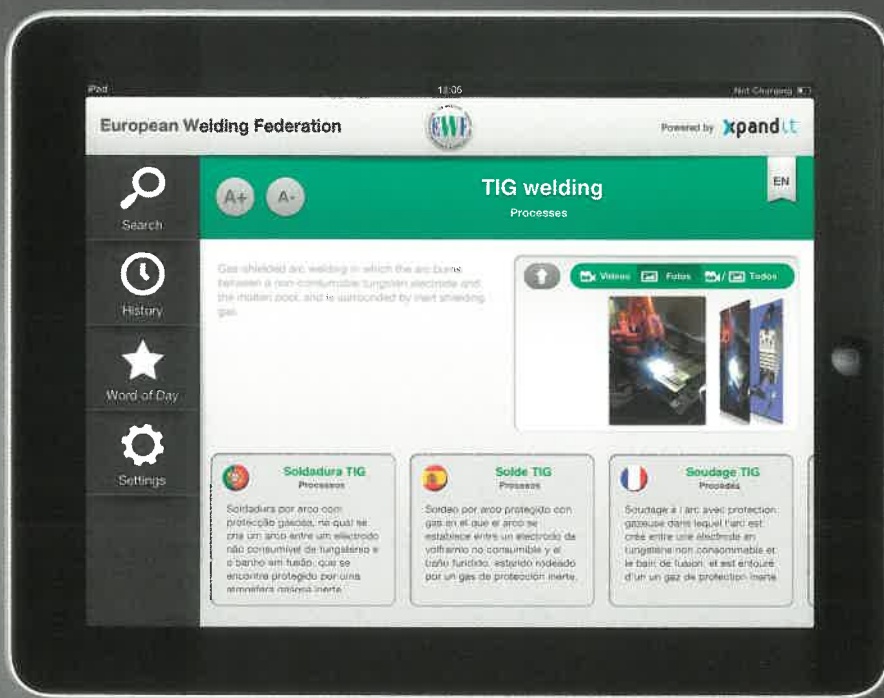 iPad
18:06
Not Charging
European Welding Federation
EWF
Powered by xpandit
Search
History
Word of Day
Settings
A+
A-
TIG welding
Processes
EN
Gas-shielded arc welding in which the arc burns
between a non-consumable tungsten electrode and
the molten pool, and is surrounded by inert shielding
gas.
Videos
Fotos
/ Todos
Soldadura TIG
Processos
Soldadura por arco com
protecção gasosa, na qual se
cria um arco entre um eléctrodo
não consumível de tungsténio e
o banho em fusão, que se
encontra protegido por uma
atmosfera gasosa inerte.
Solde TIG
Prosesos
Soldeo por arco protegido con
gas en el que el arco se
establece entre un electrodo de
volframio no consumible y el
baño fundido, estando rodeado
por un gas de protección inerte.
Soudage TIG
Procédés
Soudage à l'arc avec protection
gazeuse dans lequel l'arc est
créé entre une électrode en
tungstène non consommable et
le bain de fusion, et est entouré
d'un un gaz de protection inerte